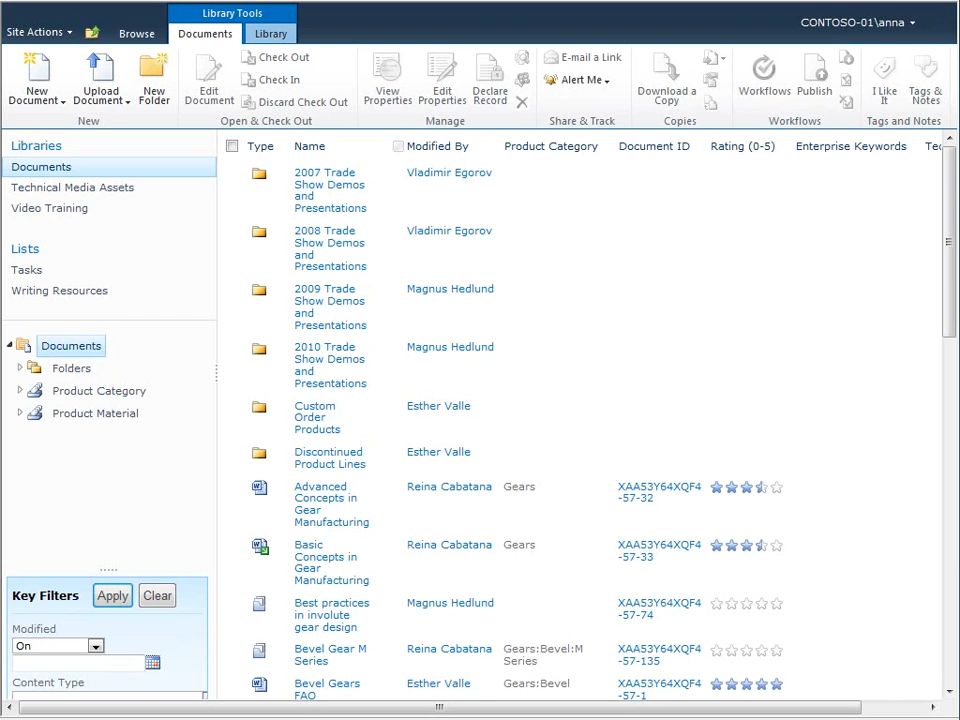 Library Tools
CONTOSO-01\anna
Site Actions
Browse
Documents
Library
New Document
Upload Document
New Folder
New
Edit Document
Check Out
Check In
Discard Check Out
Open & Check Out
View Properties
Edit Properties
Declare Record
Manage
E-mail a Link
Alert Me
Share & Track
Download a Copy
Copies
Workflows
Publish
Workflows
I Like It
Tags & Notes
Tags and Notes
Libraries
Documents
Technical Media Assets
Video Training
Lists
Tasks
Writing Resources
Documents
Folders
Product Category
Product Material
Key Filters
Apply
Clear
Modified
On
Content Type
Type Name Modified By Product Category Document ID Rating (0-5) Enterprise Keywords
2007 Trade Vladimir Egorov
Show Demos
and
Presentations
2008 Trade Vladimir Egorov
Show Demos
and
Presentations
2009 Trade Magnus Hedlund
Show Demos
and
Presentations
2010 Trade Magnus Hedlund
Show Demos
and
Presentations
Custom Esther Valle
Order
Products
Discontinued Esther Valle
Product Lines
Advanced Reina Cabatana Gears XAA53Y64XQF4
Concepts in -57-32
Gear
Manufacturing
Basic Reina Cabatana Gears XAA53Y64XQF4
Concepts in -57-33
Gear
Manufacturing
Best practices Magnus Hedlund XAA53Y64XQF4
in involute -57-74
gear design
Bevel Gear M Reina Cabatana Gears:Bevel:M XAA53Y64XQF4
Series Series -57-135
Bevel Gears Esther Valle Gears:Bevel XAA53Y64XQF4
FAQ -57-1